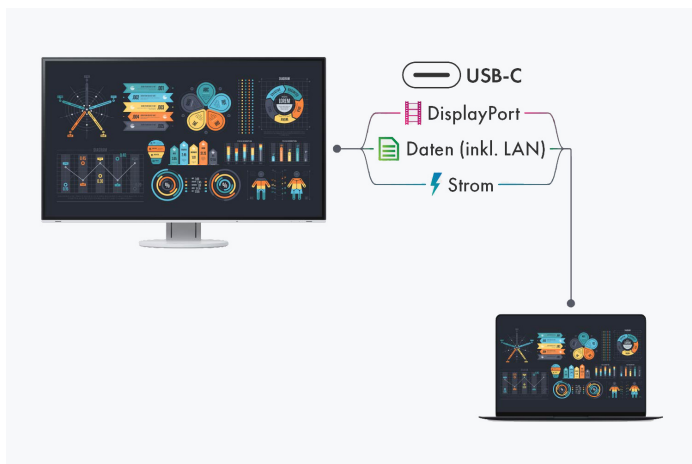 USB-C
DisplayPort
Daten (inkl. LAN)
Strom